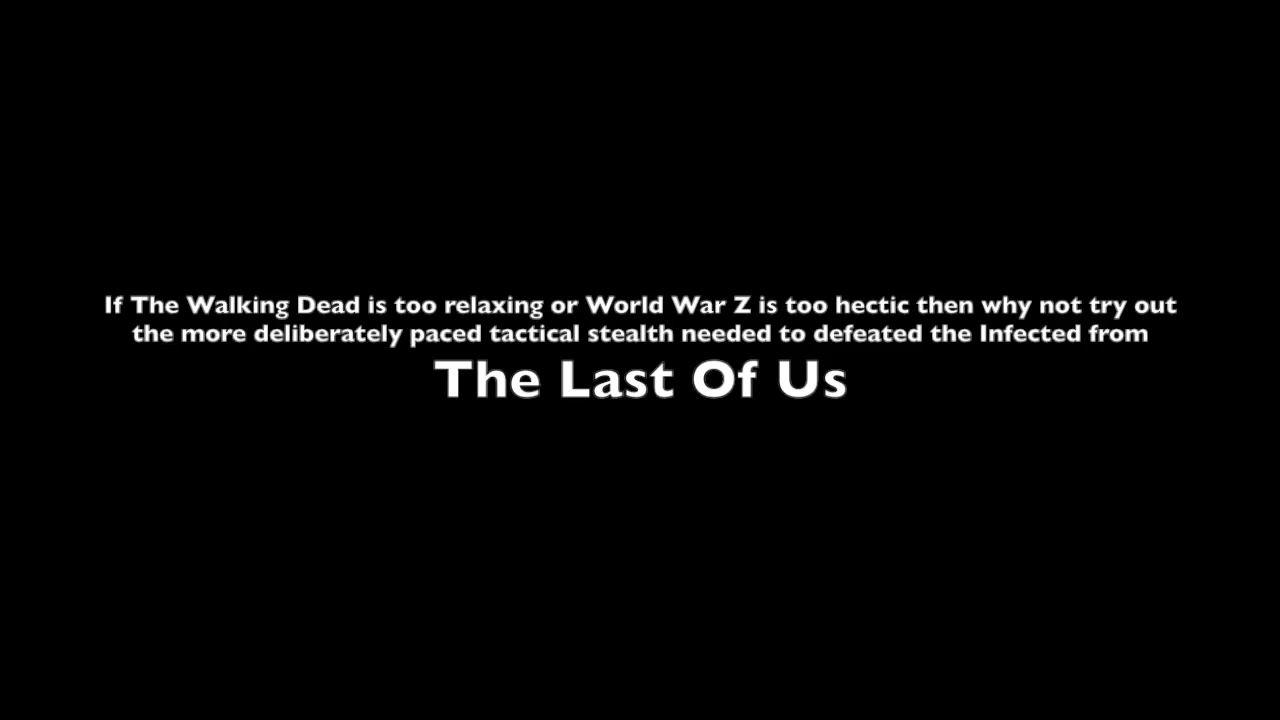 If The Walking Dead is too relaxing or World War Z is too hectic then why not try out
the more deliberately paced tactical stealth needed to defeated the Infected from
The Last Of Us